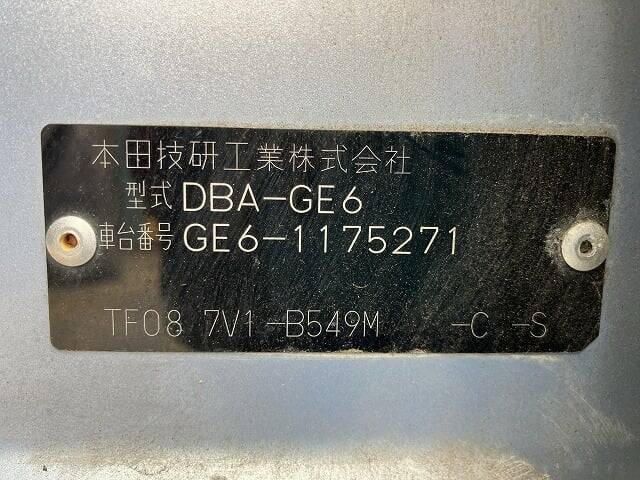 本田技研工業株式会社
型式 DBA-GE6
車台番号 GE6-1175271
TF08 7V1-B549M -C -S